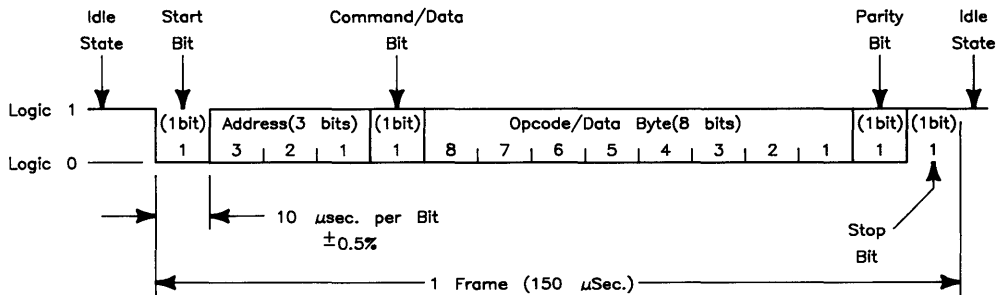 Idle State
Start Bit
Command/Data Bit
Parity Bit
Idle State
Logic 1
(1bit) Address(3 bits) (1bit) Opcode/Data Byte(8 bits) (1bit) (1bit)
1 3 2 1 1 8 7 6 5 4 3 2 1 1 1
Logic 0
10 μsec. per Bit
±0.5%
Stop Bit
1 Frame (150 μSec.)